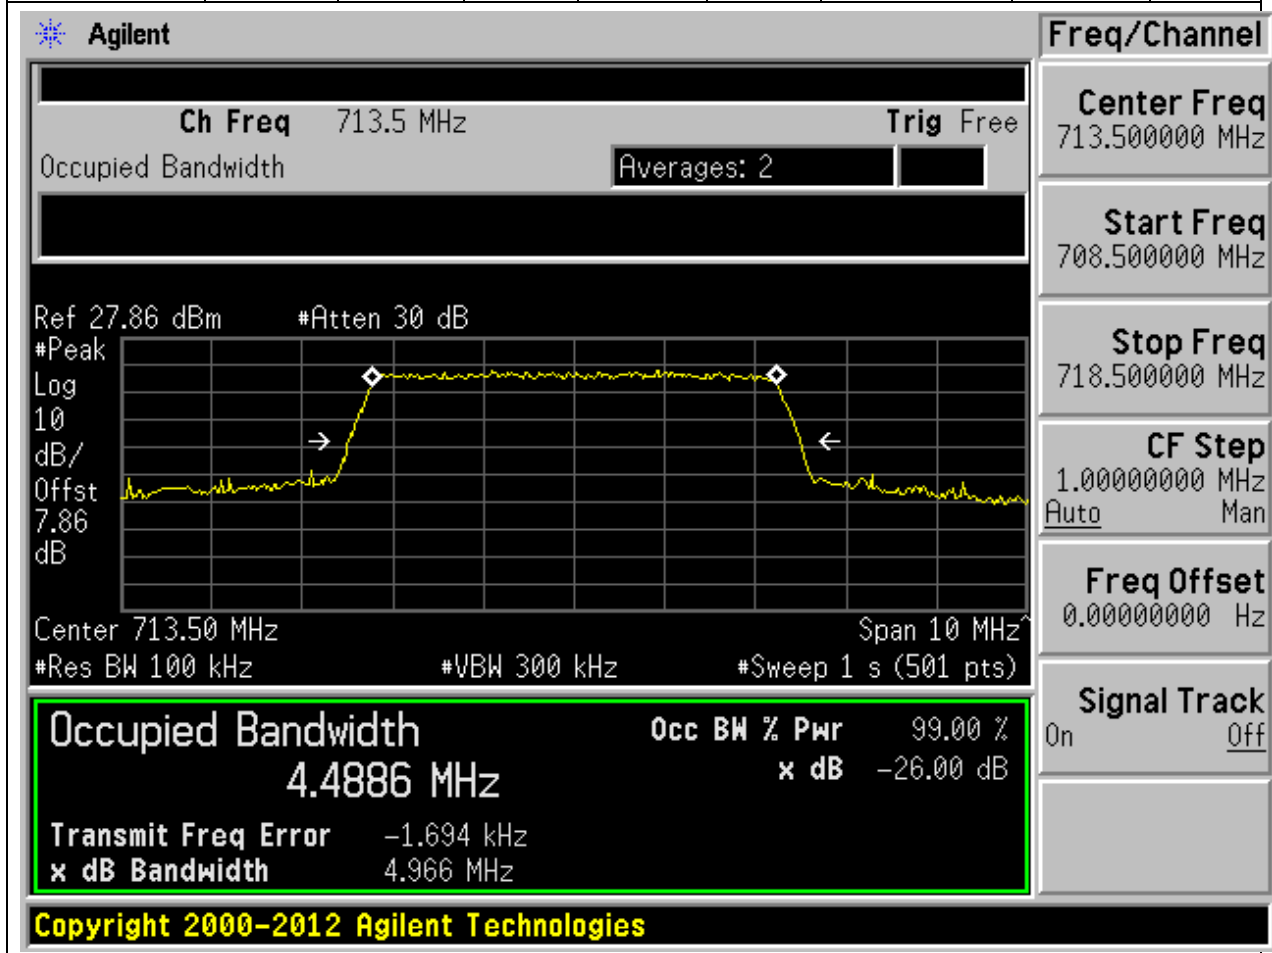 Agilent
Freq/Channel
Ch Freq 713.5 MHz Trig Free
Occupied Bandwidth Averages: 2
Center Freq
713.500000 MHz
Start Freq
708.500000 MHz
Stop Freq
718.500000 MHz
CF Step
1.00000000 MHz
Auto Man
Freq Offset
0.00000000 Hz
Signal Track
On Off
Ref 27.86 dBm #Atten 30 dB
#Peak
Log
10
dB/
Offst
7.86
dB
Center 713.50 MHz Span 10 MHz^
#Res BW 100 kHz #VBW 300 kHz #Sweep 1 s (501 pts)
Occupied Bandwidth Occ BW % Pwr 99.00 %
4.4886 MHz x dB -26.00 dB
Transmit Freq Error -1.694 kHz
x dB Bandwidth 4.966 MHz
Copyright 2000-2012 Agilent Technologies